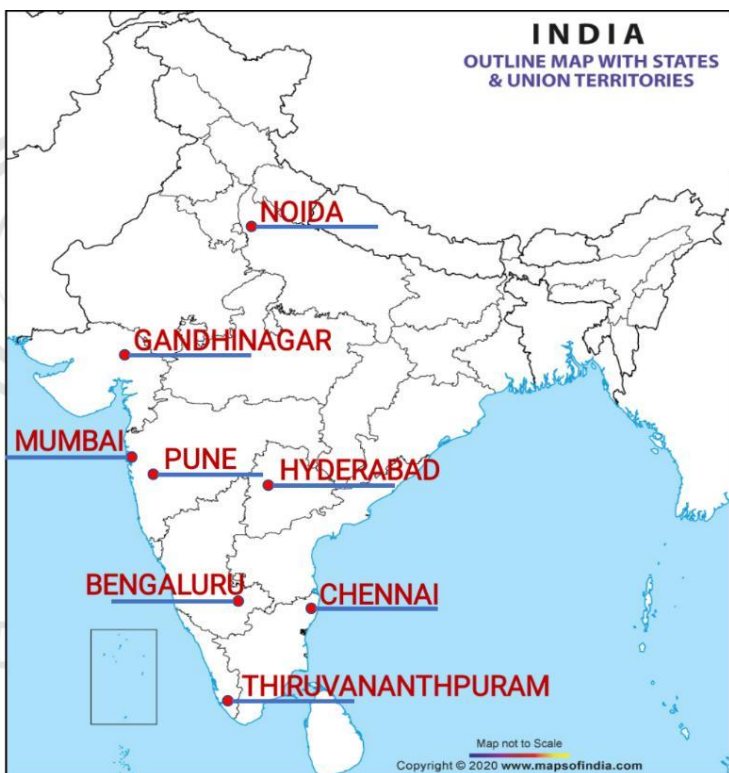 INDIA
OUTLINE MAP WITH STATES
& UNION TERRITORIES
NOIDA
GANDHINAGAR
MUMBAI
PUNE
HYDERABAD
BENGALURU
CHENNAI
THIRUVANANTHPURAM
Map not to Scale
Copyright © 2020 www.mapsofindia.com